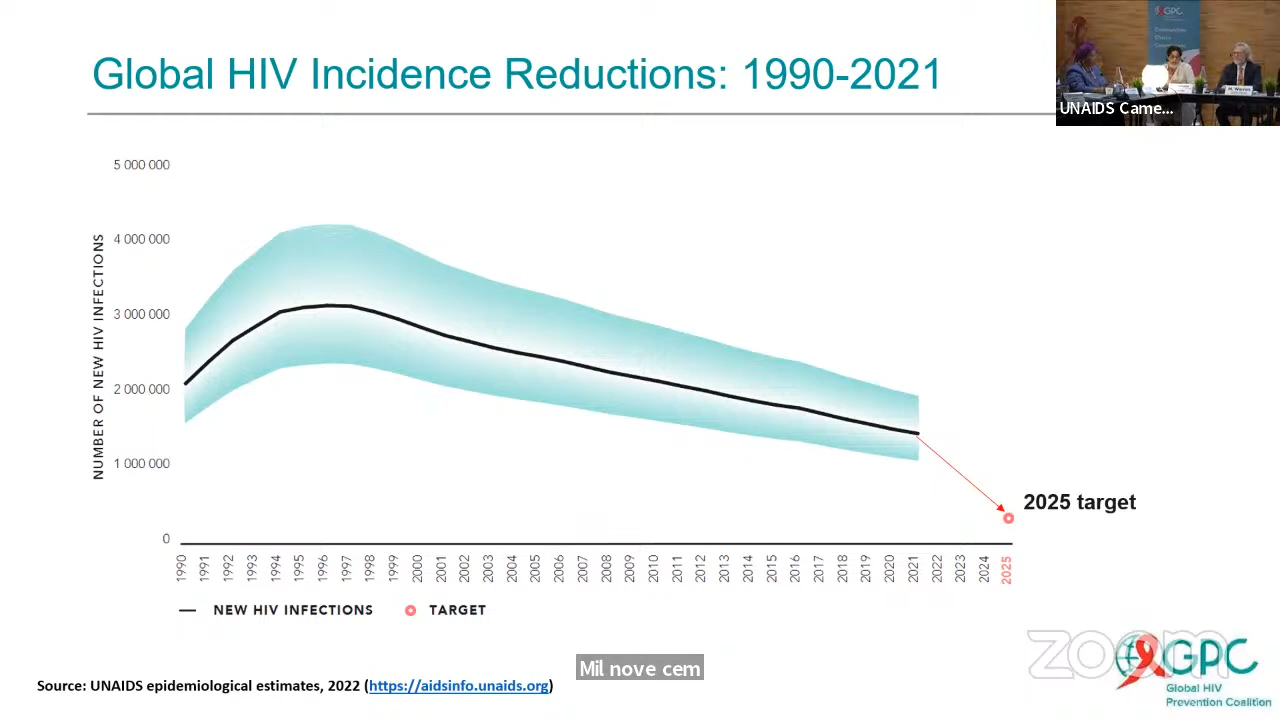 Global HIV Incidence Reductions: 1990-2021
GPC
UNAIDS Came...
NUMBER OF NEW HIV INFECTIONS
5 000 000
4 000 000
3 000 000
2 000 000
1 000 000
0
2025 target
1990 1991 1992 1993 1994 1995 1996 1997 1998 1999 2000 2001 2002 2003 2004 2005 2006 2007 2008 2009 2010 2011 2012 2013 2014 2015 2016 2017 2018 2019 2020 2021 2022 2023 2024 2025
NEW HIV INFECTIONS TARGET
zoom
GPC
Global HIV
Prevention Coalition
Mil nove cem
Source: UNAIDS epidemiological estimates, 2022 (https://aidsinfo.unaids.org)